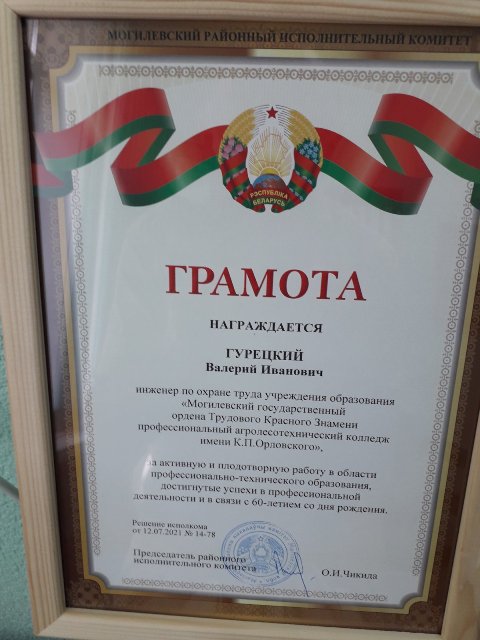 МОГИЛЕВСКИЙ РАЙОННЫЙ ИСПОЛНИТЕЛЬНЫЙ КОМИТЕТ
РЭСПУБЛІКА
БЕЛАРУСЬ
ГРАМОТА
НАГРАЖДАЕТСЯ
ГУРЕЦКИЙ
Валерий Иванович
инженер по охране труда учреждения образования
«Могилевский государственный
ордена Трудового Красного Знамени
профессиональный агролесотехнический колледж
имени К.П.Орловского»,
за активную и плодотворную работу в области
профессионально-технического образования,
достигнутые успехи в профессиональной
деятельности и в связи с 60-летием со дня рождения.
Решение исполкома
от 12.07.2021 № 14-78
Председатель районного
исполнительного комитета
О.И.Чикида